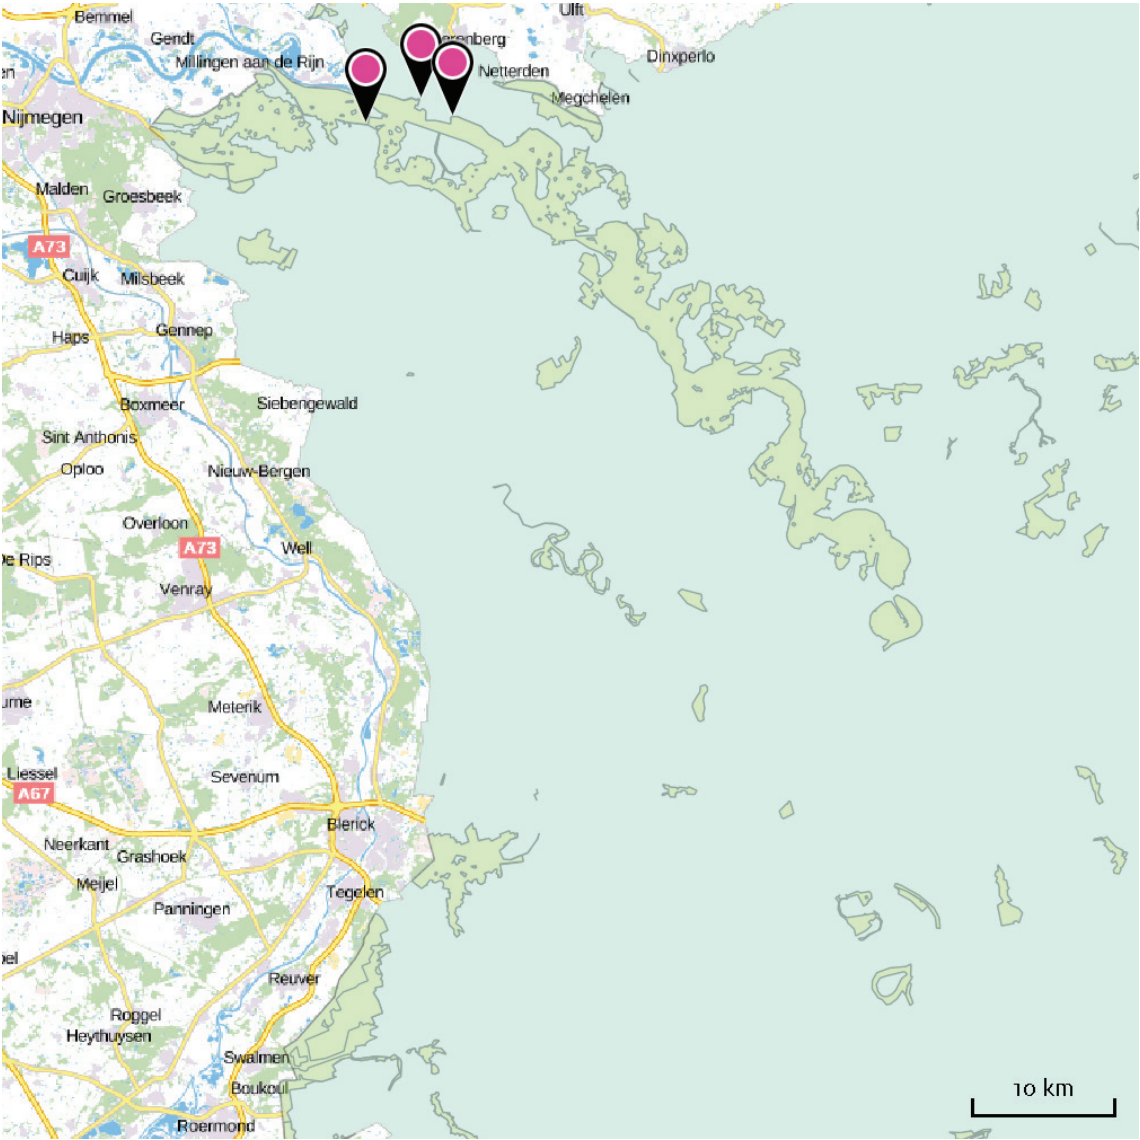 Bemmel
Ulft
Gendt
Millingen aan de Rijn
Netterden
Dinxperlo
Megchelen
Nijmegen
Malden
Groesbeek
A73
Cuijk
Milsbeek
Haps
Gennep
Boxmeer
Siebengewald
Sint Anthonis
Oploo
Nieuw-Bergen
Overloon
A73
Well
De Rips
Venray
Meterik
Liessel
Sevenum
A67
Blerick
Neerkant
Grashoek
Meijel
Tegelen
Panningen
Reuver
Roggel
Heythuysen
Swalmen
Boukoul
10 km
Roermond